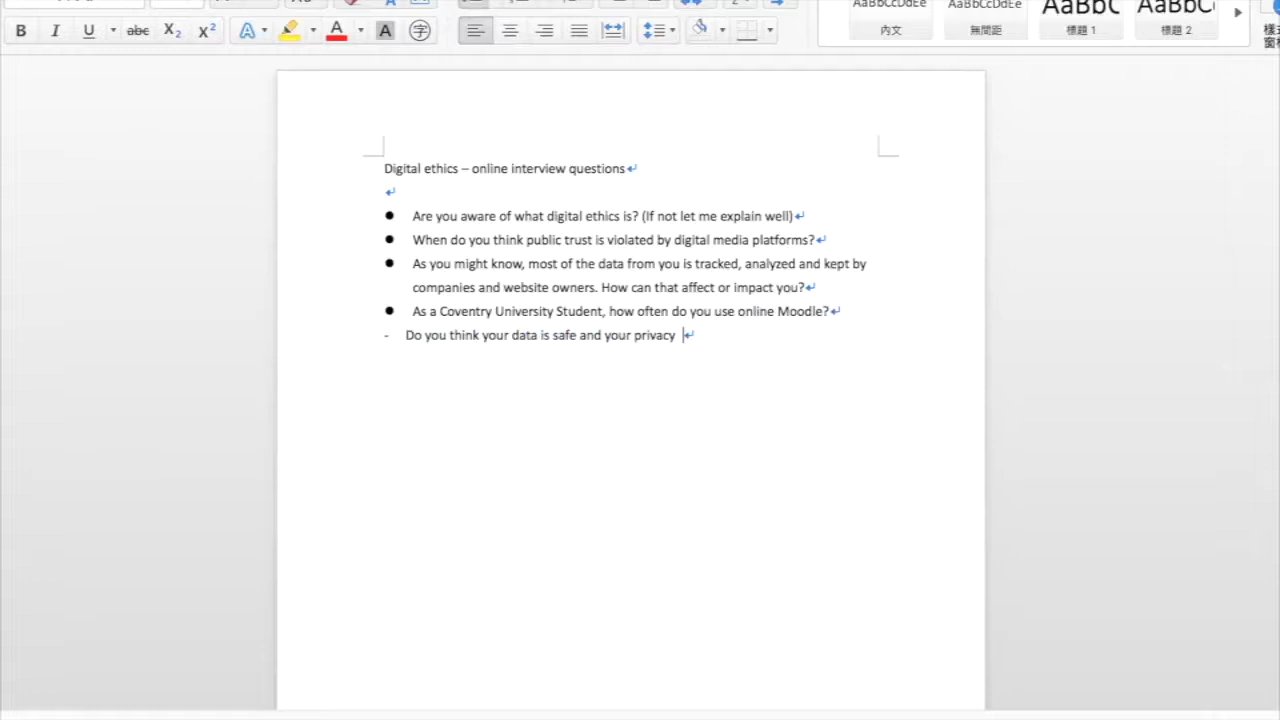 B I U abc X₂ X² A A A 字
AaBbCcDdEe AaBbCcDdEe AaBbC AaBbC
內文 無間距 標題 1 標題 2
Digital ethics – online interview questions
● Are you aware of what digital ethics is? (If not let me explain well)
● When do you think public trust is violated by digital media platforms?
● As you might know, most of the data from you is tracked, analyzed and kept by
companies and website owners. How can that affect or impact you?
● As a Coventry University Student, how often do you use online Moodle?
- Do you think your data is safe and your privacy